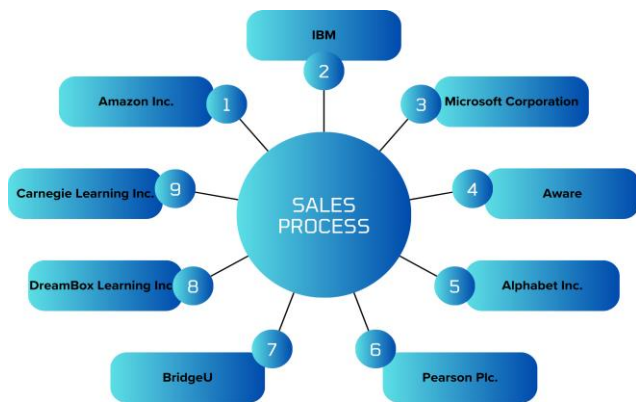 IBM
2
Amazon Inc.
1
3
Microsoft Corporation
Carnegie Learning Inc.
9
SALES
PROCESS
4
Aware
DreamBox Learning Inc
8
5
Alphabet Inc.
7
BridgeU
6
Pearson Plc.